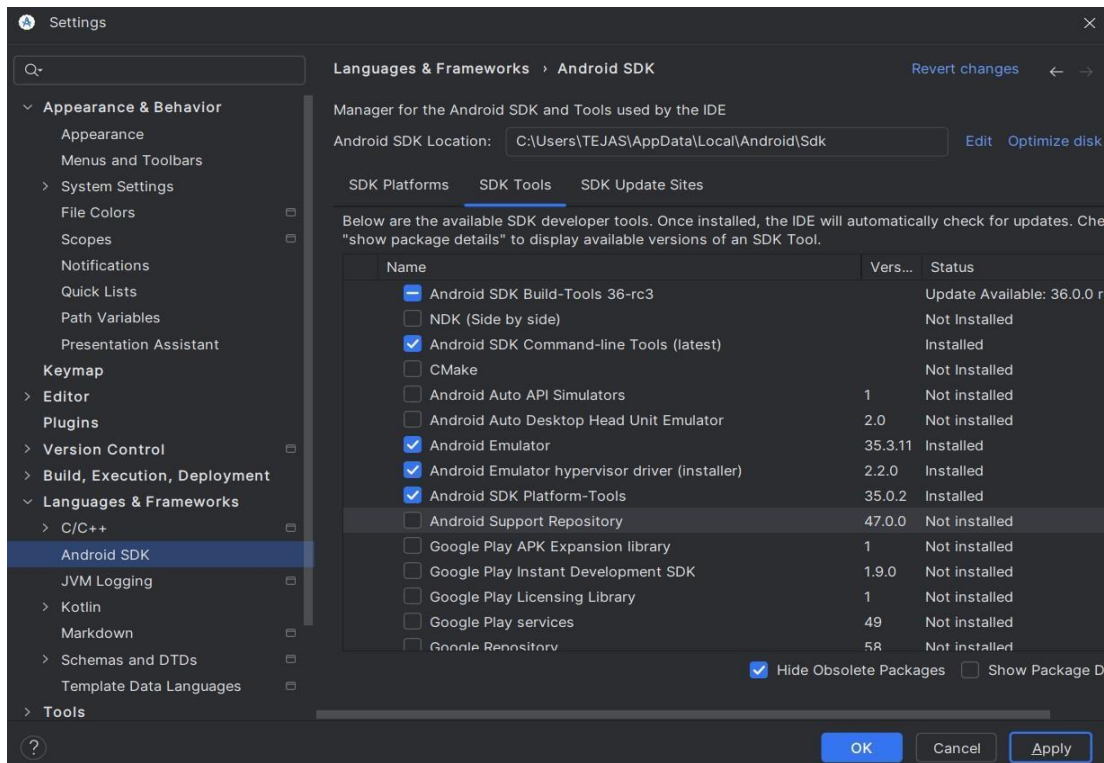 Settings
Appearance & Behavior
Appearance
Menus and Toolbars
System Settings
File Colors
Scopes
Notifications
Quick Lists
Path Variables
Presentation Assistant
Keymap
Editor
Plugins
Version Control
Build, Execution, Deployment
Languages & Frameworks
C/C++
Android SDK
JVM Logging
Kotlin
Markdown
Schemas and DTDs
Template Data Languages
Tools
?
Languages & Frameworks › Android SDK Revert changes
Manager for the Android SDK and Tools used by the IDE
Android SDK Location: C:\Users\TEJAS\AppData\Local\Android\Sdk Edit Optimize disk
SDK Platforms SDK Tools SDK Update Sites
Below are the available SDK developer tools. Once installed, the IDE will automatically check for updates. Che
"show package details" to display available versions of an SDK Tool.
Name Vers... Status
Android SDK Build-Tools 36-rc3 Update Available: 36.0.0 r
NDK (Side by side) Not Installed
Android SDK Command-line Tools (latest) Installed
CMake Not Installed
Android Auto API Simulators 1 Not installed
Android Auto Desktop Head Unit Emulator 2.0 Not installed
Android Emulator 35.3.11 Installed
Android Emulator hypervisor driver (installer) 2.2.0 Installed
Android SDK Platform-Tools 35.0.2 Installed
Android Support Repository 47.0.0 Not installed
Google Play APK Expansion library 1 Not installed
Google Play Instant Development SDK 1.9.0 Not installed
Google Play Licensing Library 1 Not installed
Google Play services 49 Not installed
Google Repository 58 Not installed
Hide Obsolete Packages Show Package D
OK Cancel Apply